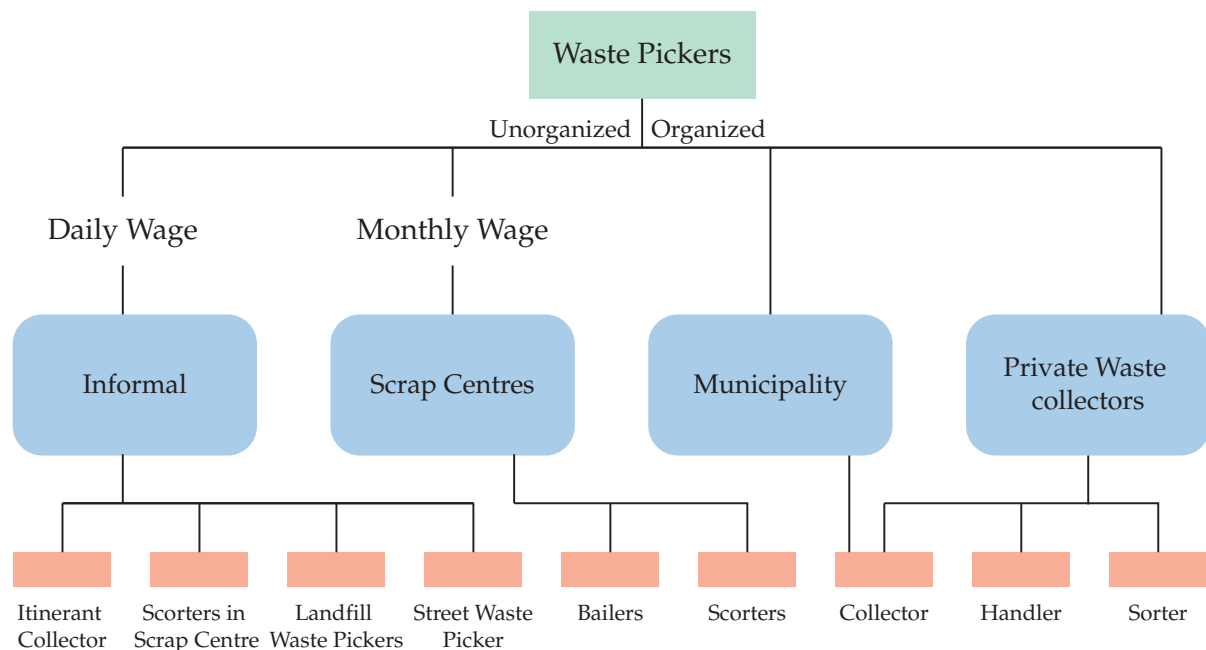 Waste Pickers
Unorganized Organized
Daily Wage
Monthly Wage
Informal
Scrap Centres
Municipality
Private Waste
collectors
Itinerant
Collector
Scorters in
Scrap Centre
Landfill
Waste Pickers
Street Waste
Picker
Bailers
Scorters
Collector
Handler
Sorter